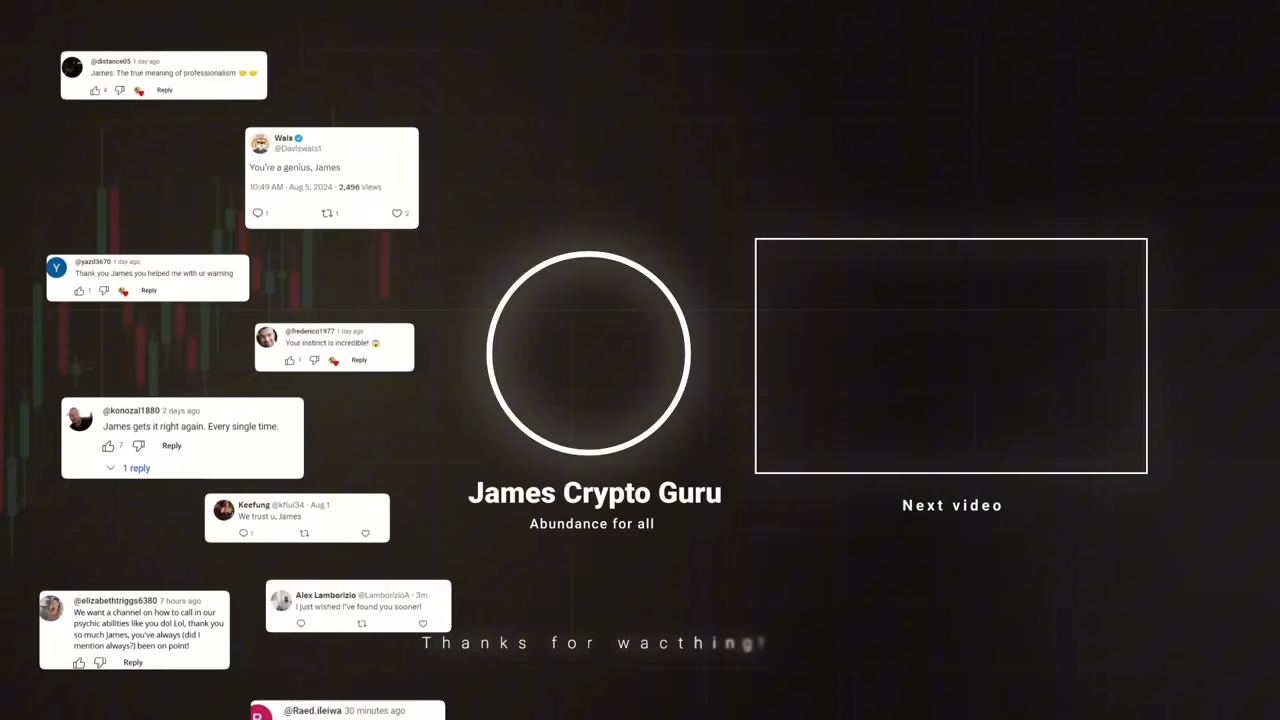 @distance05 1 day ago
James: The true meaning of professionalism 🤝 🤝
4 Reply
Wals
@Daviswals1
You're a genius, James
10:49 AM · Aug 5, 2024 · 2,496 Views
1 1 2
Y
@yazd3670 1 day ago
Thank you James you helped me with ur warning
1 Reply
@frederico1977 1 day ago
Your instinct is incredible! 😱
1 Reply
@konozal1880 2 days ago
James gets it right again. Every single time.
7 Reply
1 reply
Keefung @kflui34 · Aug 1
We trust u, James
1
@elizabethtriggs6380 7 hours ago
We want a channel on how to call in our
psychic abilities like you do! Lol, thank you
so much James, you've always (did I
mention always?) been on point!
Reply
Alex Lamborizio @LamborizioA · 3m
I just wished I've found you sooner!
R
@Raed.ileiwa 30 minutes ago
James Crypto Guru
Abundance for all
Next video
Thanks for wacthing!